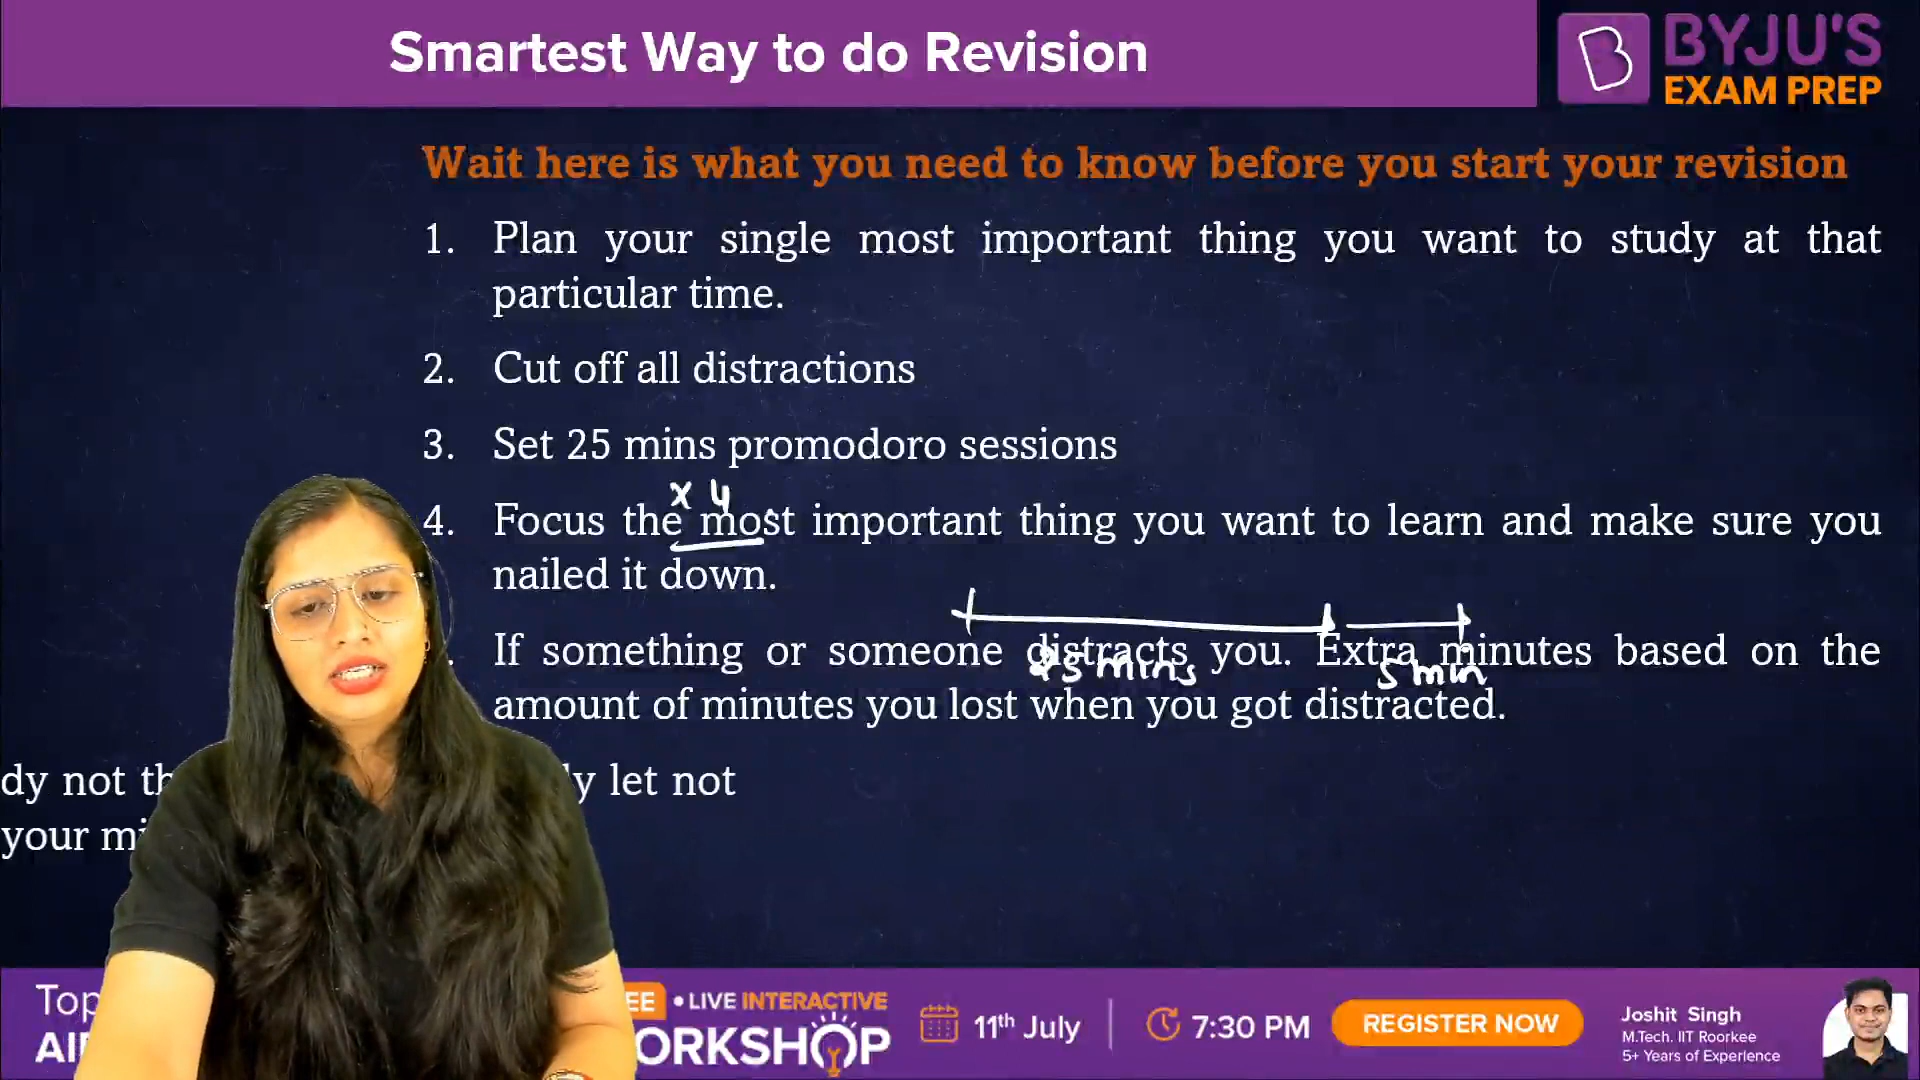 Smartest Way to do Revision
BYJU'S
EXAM PREP
Wait here is what you need to know before you start your revision
1. Plan your single most important thing you want to study at that
particular time.
2. Cut off all distractions
3. Set 25 mins promodoro sessions
x 4
4. Focus the most important thing you want to learn and make sure you
nailed it down.
If something or someone distracts you. Extra minutes based on the
25 mins 5 min
amount of minutes you lost when you got distracted.
dy not let not
your
Top
LIVE INTERACTIVE
11th July
7:30 PM
REGISTER NOW
Joshit Singh
M.Tech. IIT Roorkee
5+ Years of Experience